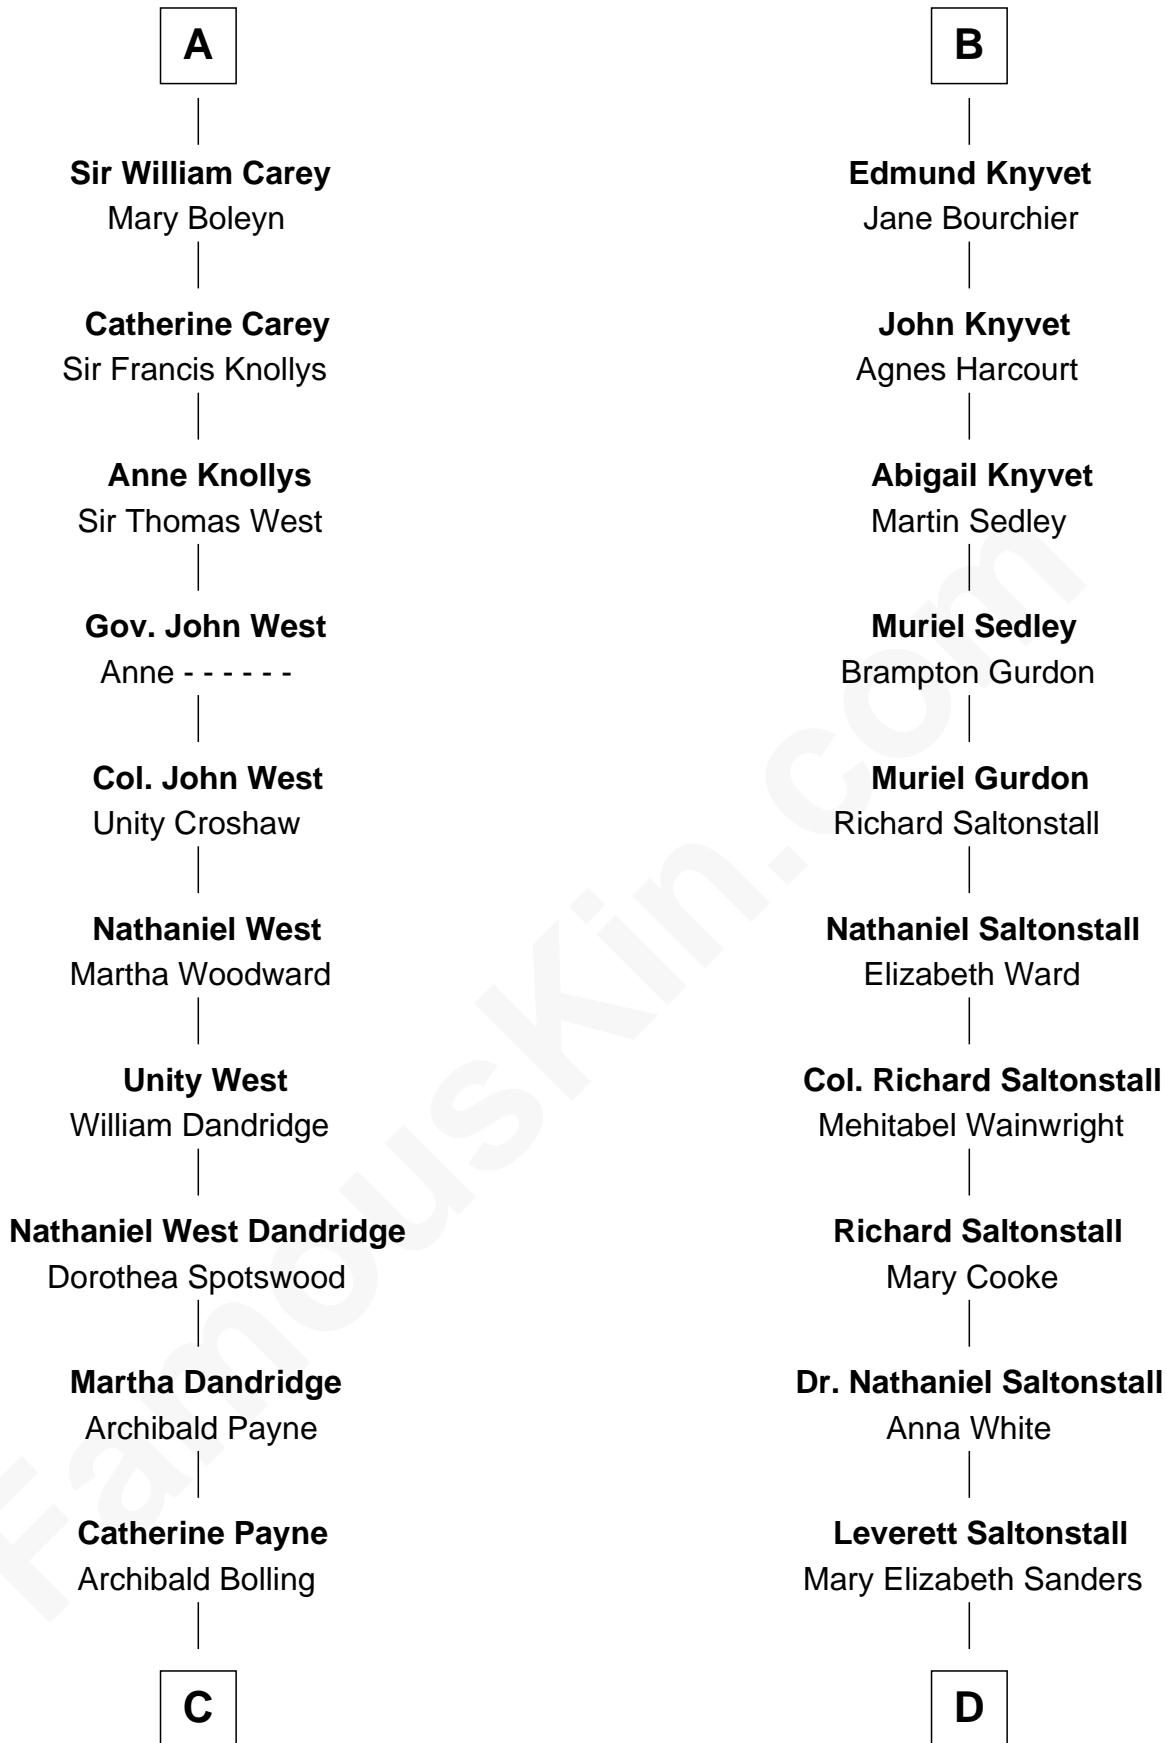 A
Sir William Carey
Mary Boleyn
Catherine Carey
Sir Francis Knollys
Anne Knollys
Sir Thomas West
Gov. John West
Anne - - - - - -
Col. John West
Unity Croshaw
Nathaniel West
Martha Woodward
Unity West
William Dandridge
Nathaniel West Dandridge
Dorothea Spotswood
Martha Dandridge
Archibald Payne
Catherine Payne
Archibald Bolling
C
B
Edmund Knyvet
Jane Bourchier
John Knyvet
Agnes Harcourt
Abigail Knyvet
Martin Sedley
Muriel Sedley
Brampton Gurdon
Muriel Gurdon
Richard Saltonstall
Nathaniel Saltonstall
Elizabeth Ward
Col. Richard Saltonstall
Mehitabel Wainwright
Richard Saltonstall
Mary Cooke
Dr. Nathaniel Saltonstall
Anna White
Leverett Saltonstall
Mary Elizabeth Sanders
D
FamousKin.com